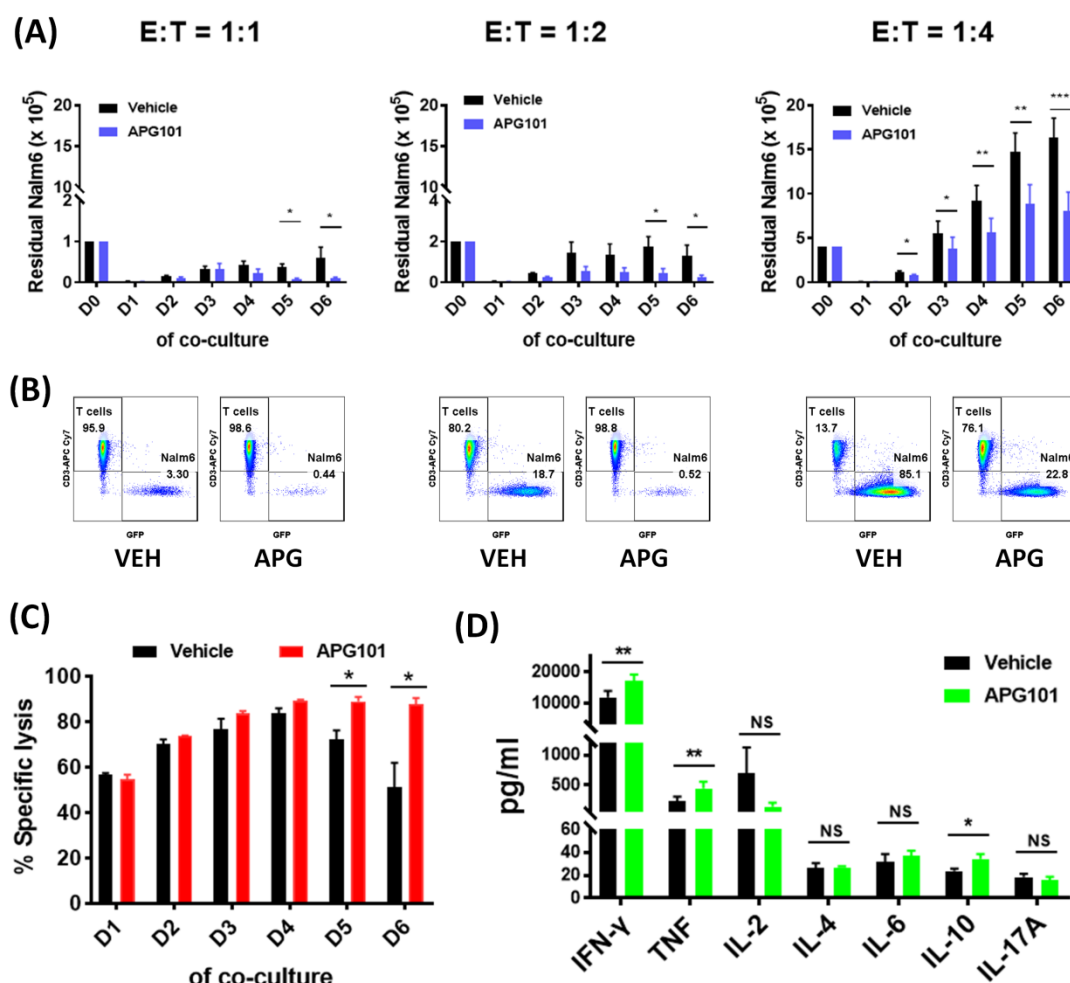 (A)
E:T = 1:1
E:T = 1:2
E:T = 1:4
Residual Nalm6 (x 10⁵)
20
15
10
2
1
0
Vehicle
APG101
*
*
D0 D1 D2 D3 D4 D5 D6
of co-culture
Residual Nalm6 (x 10⁵)
20
15
10
4
2
0
Vehicle
APG101
*
*
D0 D1 D2 D3 D4 D5 D6
of co-culture
Residual Nalm6 (x 10⁵)
20
15
10
5
0
Vehicle
APG101
*
*
**
**
***
D0 D1 D2 D3 D4 D5 D6
of co-culture
(B)
CD3-APC Cy7
T cells
95.9
Nalm6
3.30
GFP
VEH
CD3-APC Cy7
T cells
98.6
Nalm6
0.44
GFP
APG
CD3-APC Cy7
T cells
80.2
Nalm6
18.7
GFP
VEH
CD3-APC Cy7
T cells
98.8
Nalm6
0.52
GFP
APG
CD3-APC Cy7
T cells
13.7
Nalm6
85.1
GFP
VEH
CD3-APC Cy7
T cells
76.1
Nalm6
22.8
GFP
APG
(C)
Vehicle
APG101
% Specific lysis
100
80
60
40
20
0
*
*
D1 D2 D3 D4 D5 D6
of co-culture
(D)
Vehicle
APG101
pg/ml
20000
10000
1000
500
60
40
20
0
**
**
NS
NS
NS
*
NS
IFN-γ TNF IL-2 IL-4 IL-6 IL-10 IL-17A